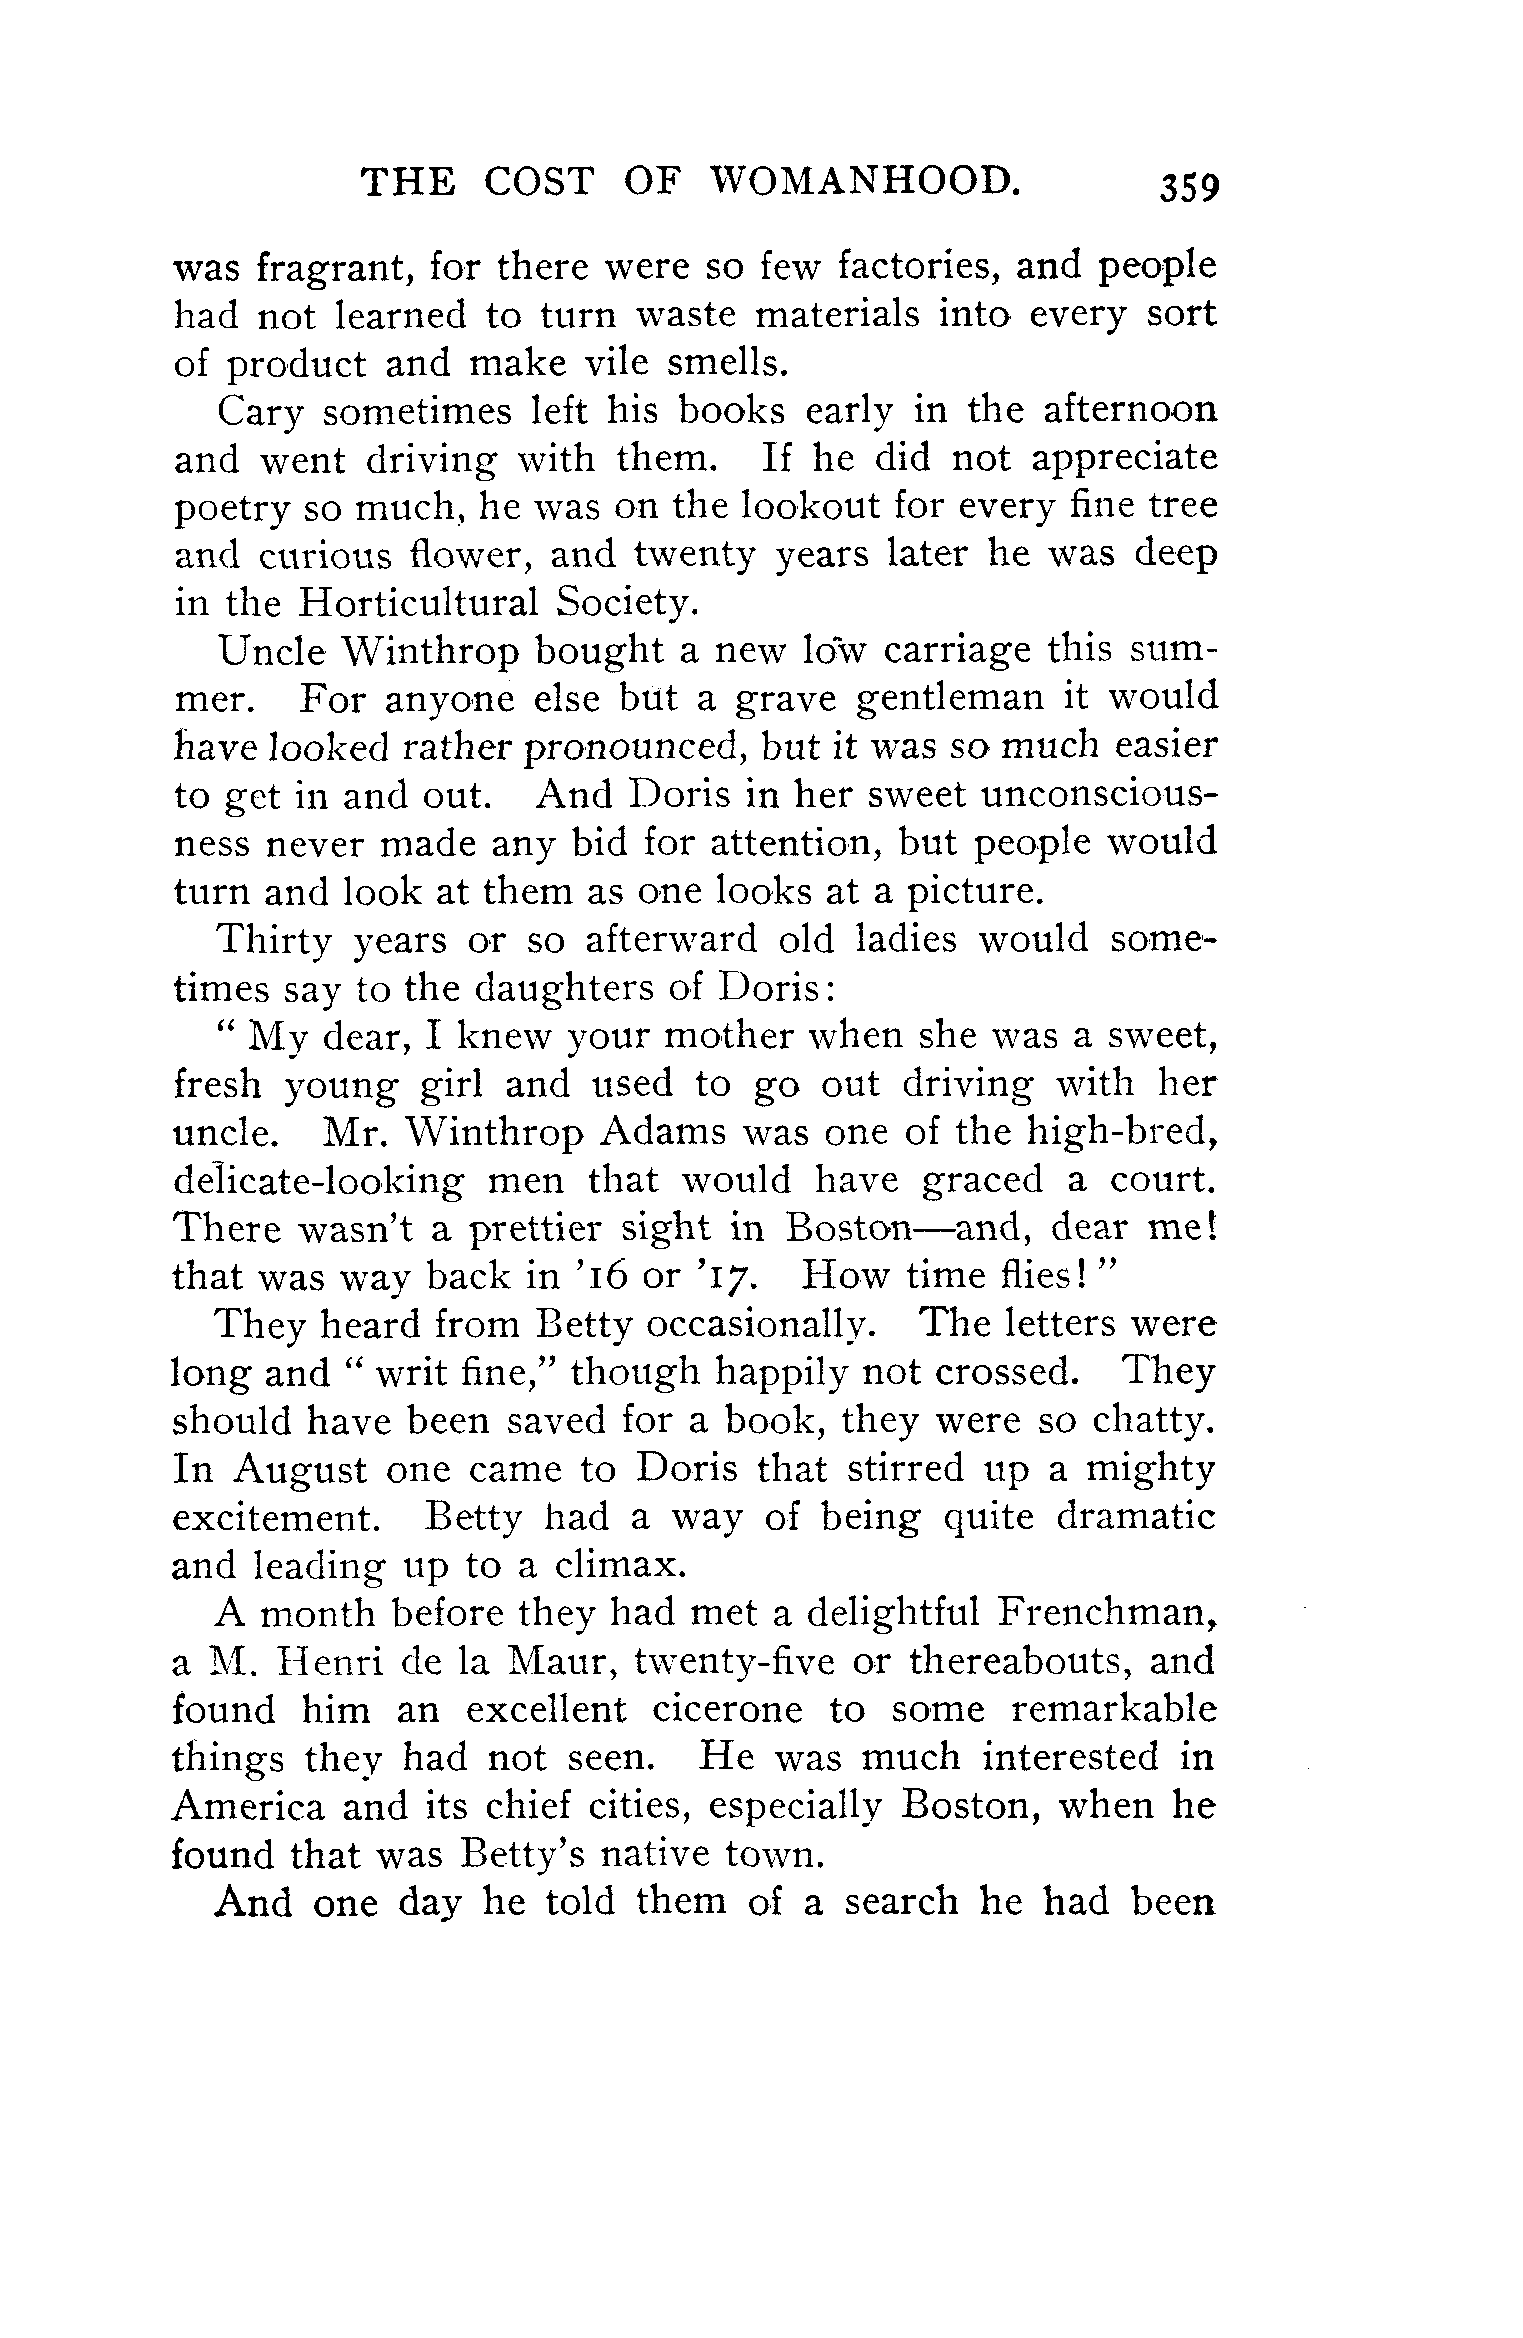 THE COST OF WOMANHOOD. 359
was fragrant, for there were so few factories, and people
had not learned to turn waste materials into every sort
of product and make vile smells.
Cary sometimes left his books early in the afternoon
and went driving with them. If he did not appreciate
poetry so much, he was on the lookout for every fine tree
and curious flower, and twenty years later he was deep
in the Horticultural Society.
Uncle Winthrop bought a new low carriage this sum-
mer. For anyone else but a grave gentleman it would
have looked rather pronounced, but it was so much easier
to get in and out. And Doris in her sweet unconscious-
ness never made any bid for attention, but people would
turn and look at them as one looks at a picture.
Thirty years or so afterward old ladies would some-
times say to the daughters of Doris:
“ My dear, I knew your mother when she was a sweet,
fresh young girl and used to go out driving with her
uncle. Mr. Winthrop Adams was one of the high-bred,
delicate-looking men that would have graced a court.
There wasn’t a prettier sight in Boston—and, dear me!
that was way back in ’16 or ’17. How time flies! ”
They heard from Betty occasionally. The letters were
long and “ writ fine,” though happily not crossed. They
should have been saved for a book, they were so chatty.
In August one came to Doris that stirred up a mighty
excitement. Betty had a way of being quite dramatic
and leading up to a climax.
A month before they had met a delightful Frenchman,
a M. Henri de la Maur, twenty-five or thereabouts, and
found him an excellent cicerone to some remarkable
things they had not seen. He was much interested in
America and its chief cities, especially Boston, when he
found that was Betty’s native town.
And one day he told them of a search he had been